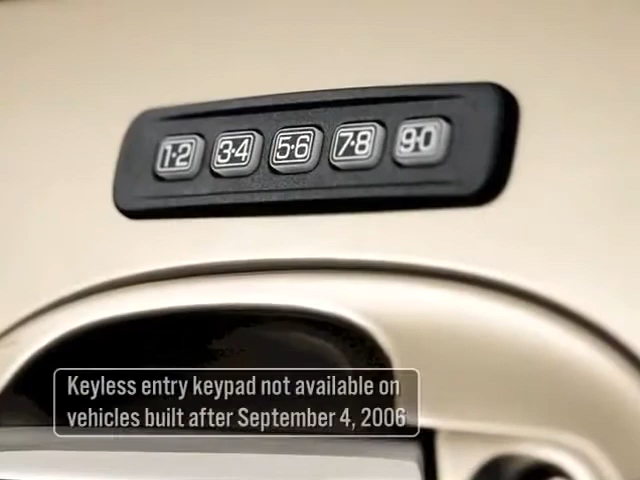 1·2 3·4 5·6 7·8 9·0
Keyless entry keypad not available on
vehicles built after September 4, 2006